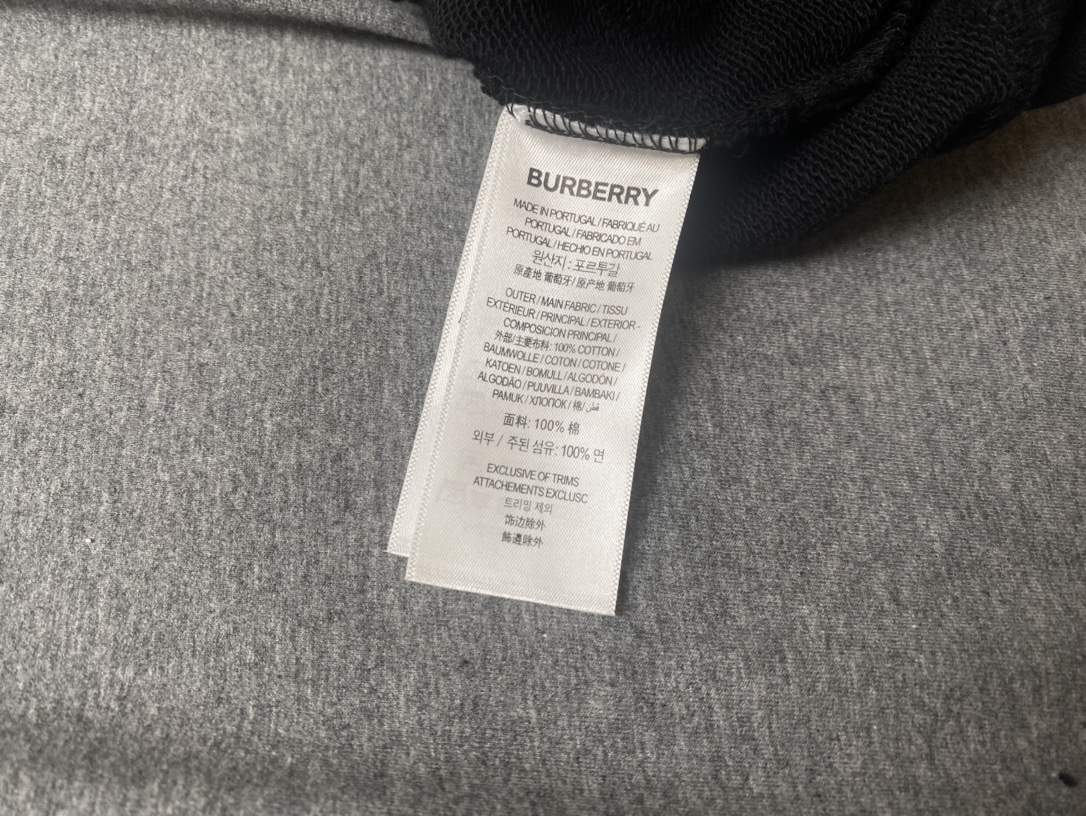 BURBERRY
MADE IN PORTUGAL / FABRIQUÉ AU
PORTUGAL / FABRICADO EM
PORTUGAL / HECHO EN PORTUGAL
원산지 : 포르투갈
原產地 葡萄牙/ 原产地 葡萄牙
OUTER / MAIN FABRIC / TISSU
EXTÉRIEUR / PRINCIPAL / EXTERIOR -
COMPOSICION PRINCIPAL /
外部/主要布料: 100% COTTON /
BAUMWOLLE / COTON / COTONE /
KATOEN / BOMULL / ALGODÓN /
ALGODÃO / PUUVILLA / BAMBAKI /
PAMUK / ХЛОПОК / 棉/ قطن
面料: 100% 棉
외부 / 주된 섬유: 100% 면
EXCLUSIVE OF TRIMS
ATTACHEMENTS EXCLUSC
트리밍 제외
饰边除外
飾邊除外